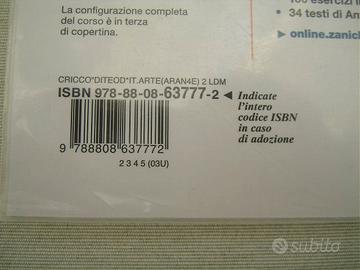 La configurazione completa
del corso è in terza
di copertina.
• 34 testi di An
▶ online.zanich
CRICCO*DITEOD*IT.ARTE(ARAN4E) 2 LDM
ISBN 978-88-08-63777-2 ◄ Indicate
l'intero
codice ISBN
in caso
di adozione
9 788808 637772
2 3 4 5 (03U)
subito